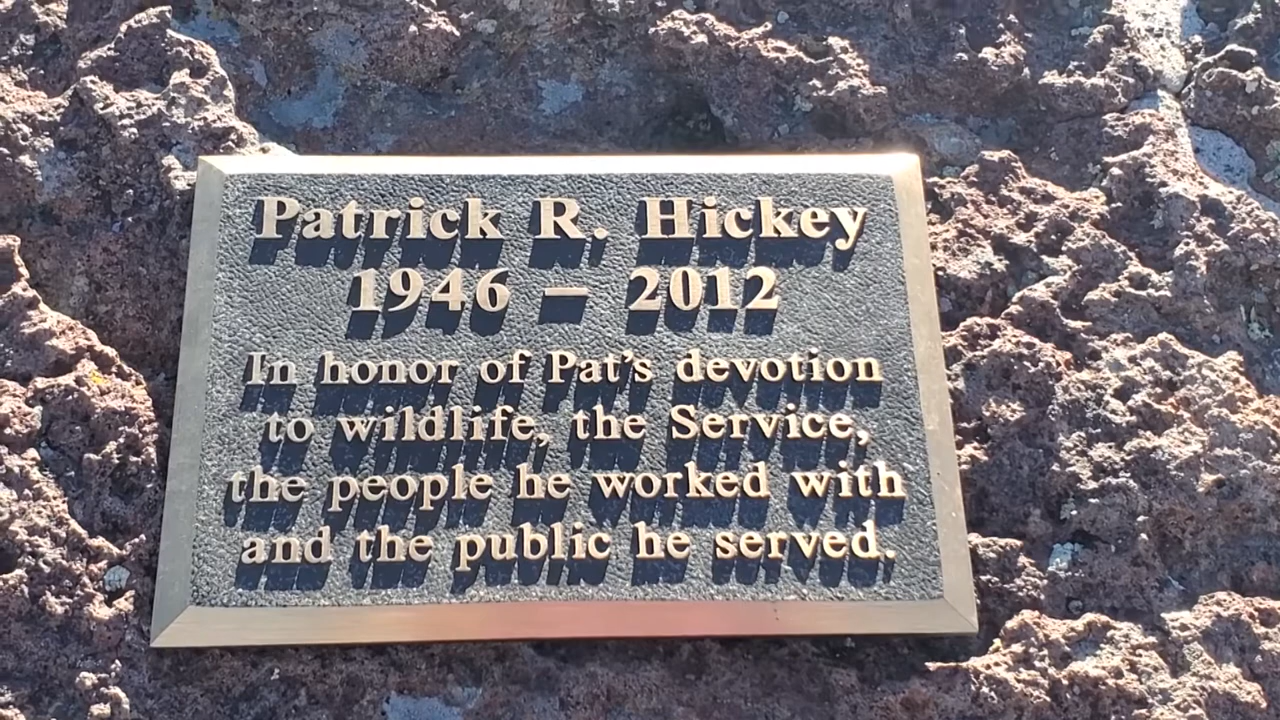 Patrick R. Hickey
1946 – 2012
In honor of Pat's devotion
to wildlife, the Service,
the people he worked with
and the public he served.